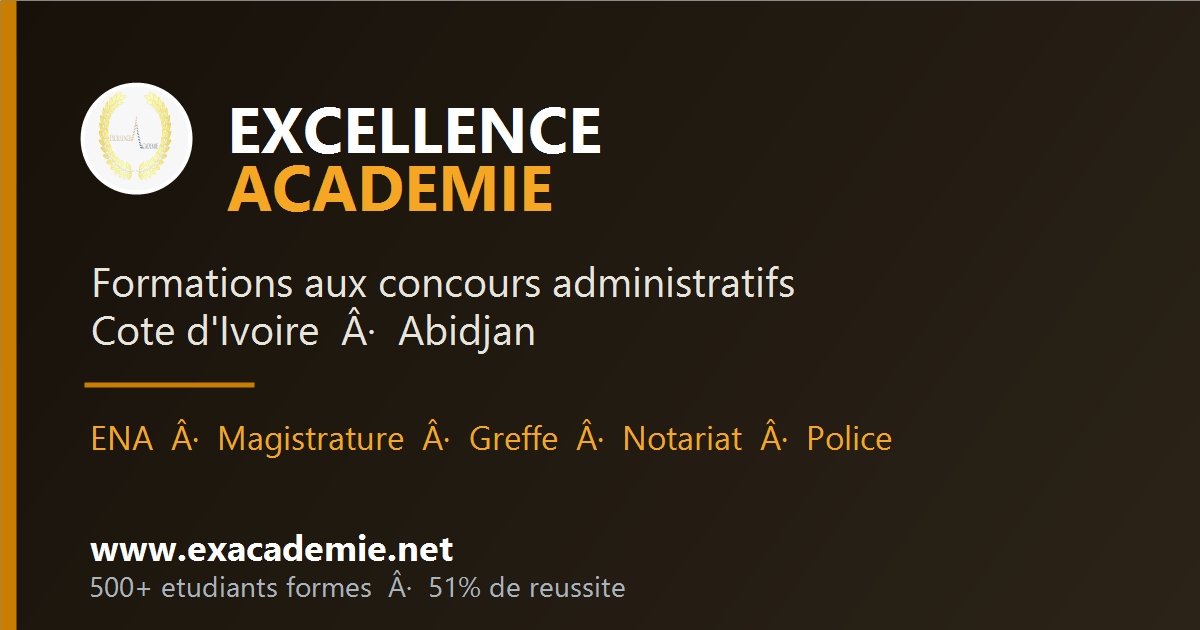 EXCELLENCE
ACADEMIE
Formations aux concours administratifs
Cote d'Ivoire Â· Abidjan
ENA Â· Magistrature Â· Greffe Â· Notariat Â· Police
www.exacademie.net
500+ etudiants formes Â· 51% de reussite